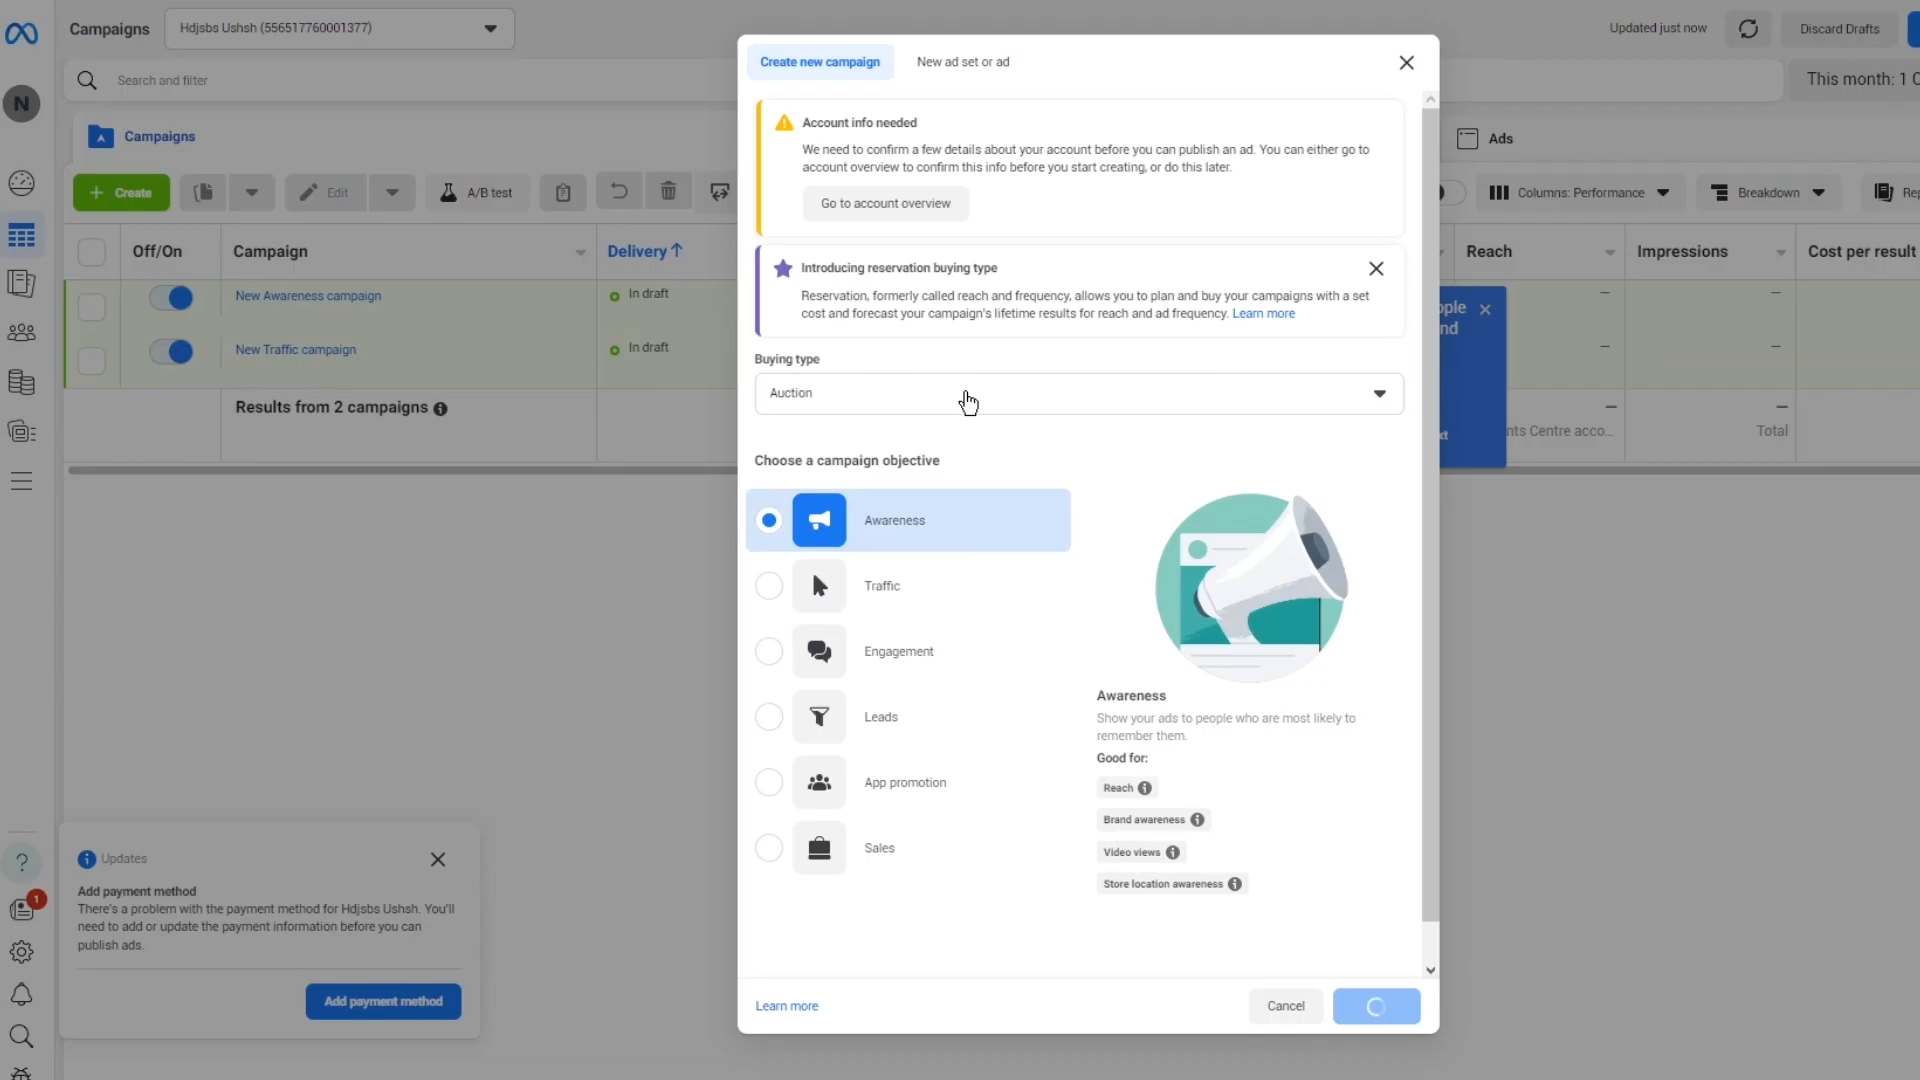 Campaigns
Hdjsbs Ushsh (556517760001377)
Updated just now
Discard Drafts
Search and filter
This month: 1 O
N
Campaigns
Ads
Create
Edit
A/B test
Columns: Performance
Breakdown
Rep
Off/On
Campaign
Delivery ↑
Reach
Impressions
Cost per result
New Awareness campaign
In draft
—
—
New Traffic campaign
In draft
—
—
Results from 2 campaigns
—
—
nts Centre acco...
Total
ople
nd
xt
Create new campaign
New ad set or ad
Account info needed
We need to confirm a few details about your account before you can publish an ad. You can either go to
account overview to confirm this info before you start creating, or do this later.
Go to account overview
Introducing reservation buying type
Reservation, formerly called reach and frequency, allows you to plan and buy your campaigns with a set
cost and forecast your campaign's lifetime results for reach and ad frequency. Learn more
Buying type
Auction
Choose a campaign objective
Awareness
Traffic
Engagement
Leads
App promotion
Sales
Awareness
Show your ads to people who are most likely to
remember them.
Good for:
Reach
Brand awareness
Video views
Store location awareness
Learn more
Cancel
Updates
Add payment method
There's a problem with the payment method for Hdjsbs Ushsh. You'll
need to add or update the payment information before you can
publish ads.
Add payment method
?
1